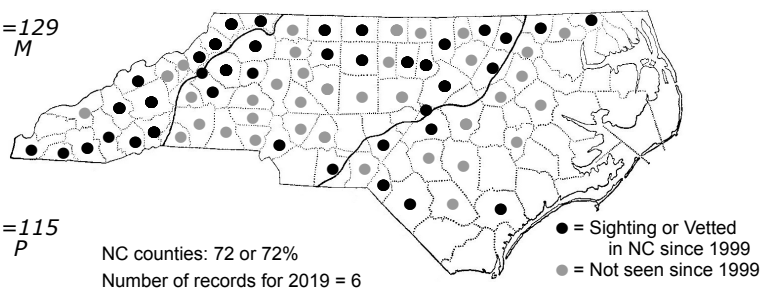 =129
M
=115
P
NC counties: 72 or 72%
Number of records for 2019 = 6
= Sighting or Vetted
in NC since 1999
= Not seen since 1999